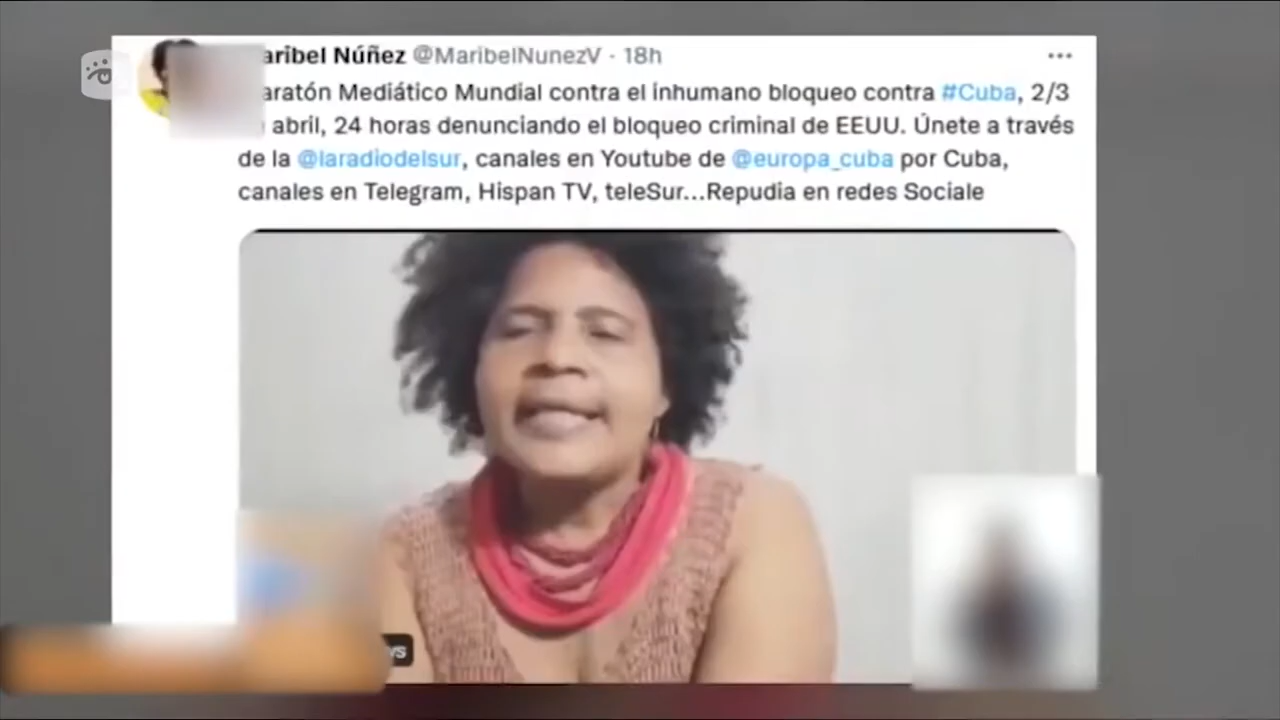 aribel Núñez @MaribelNunezV · 18h
aratón Mediático Mundial contra el inhumano bloqueo contra #Cuba, 2/3
abril, 24 horas denunciando el bloqueo criminal de EEUU. Únete a través
de la @laradiodelsur, canales en Youtube de @europa_cuba por Cuba,
canales en Telegram, Hispan TV, teleSur...Repudia en redes Sociale